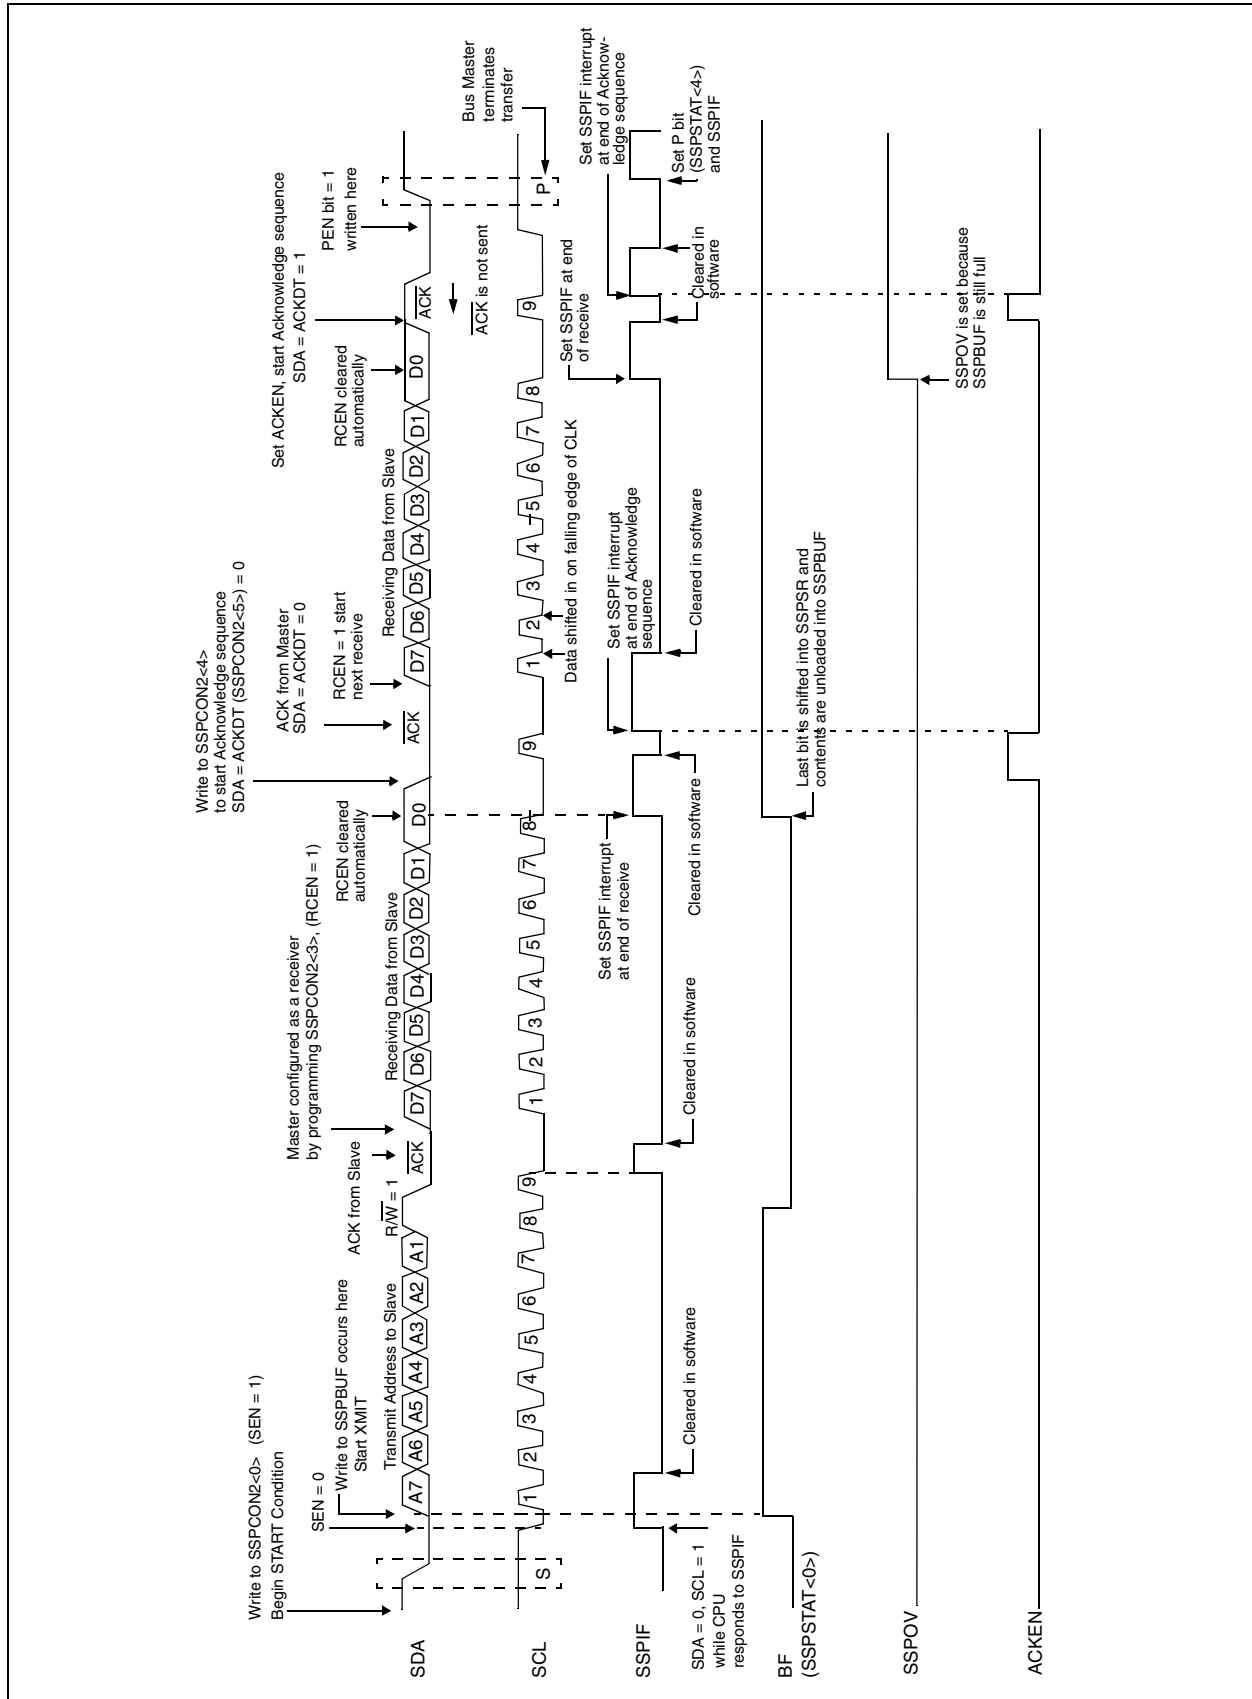 Write to SSPCON2<0> (SEN = 1)
Begin START Condition
SEN = 0
Write to SSPBUF occurs here
Start XMIT
Transmit Address to Slave
ACK from Slave
R/W = 1
Master configured as a receiver
by programming SSPCON2<3>, (RCEN = 1)
Receiving Data from Slave
RCEN cleared
automatically
Write to SSPCON2<4>
to start Acknowledge sequence
SDA = ACKDT (SSPCON2<5>) = 0
ACK from Master
SDA = ACKDT = 0
RCEN = 1 start
next receive
Receiving Data from Slave
RCEN cleared
automatically
Set ACKEN, start Acknowledge sequence
SDA = ACKDT = 1
PEN bit = 1
written here
SDA
A7 A6 A5 A4 A3 A2 A1 ACK D7 D6 D5 D4 D3 D2 D1 D0 ACK D7 D6 D5 D4 D3 D2 D1 D0 ACK
ACK is not sent
Bus Master
terminates
transfer
SCL
S 1 2 3 4 5 6 7 8 9 1 2 3 4 5 6 7 8 9 1 2 3 4 5 6 7 8 9 P
Data shifted in on falling edge of CLK
Set SSPIF interrupt
at end of receive
Set SSPIF interrupt
at end of Acknowledge
sequence
Set SSPIF at end
of receive
Set SSPIF interrupt
at end of Acknow-
ledge sequence
SSPIF
SDA = 0, SCL = 1
while CPU
responds to SSPIF
Cleared in software
Cleared in software
Cleared in software
Cleared in software
Cleared in
software
Set P bit
(SSPSTAT<4>)
and SSPIF
BF
(SSPSTAT<0>)
Last bit is shifted into SSPSR and
contents are unloaded into SSPBUF
SSPOV
SSPOV is set because
SSPBUF is still full
ACKEN